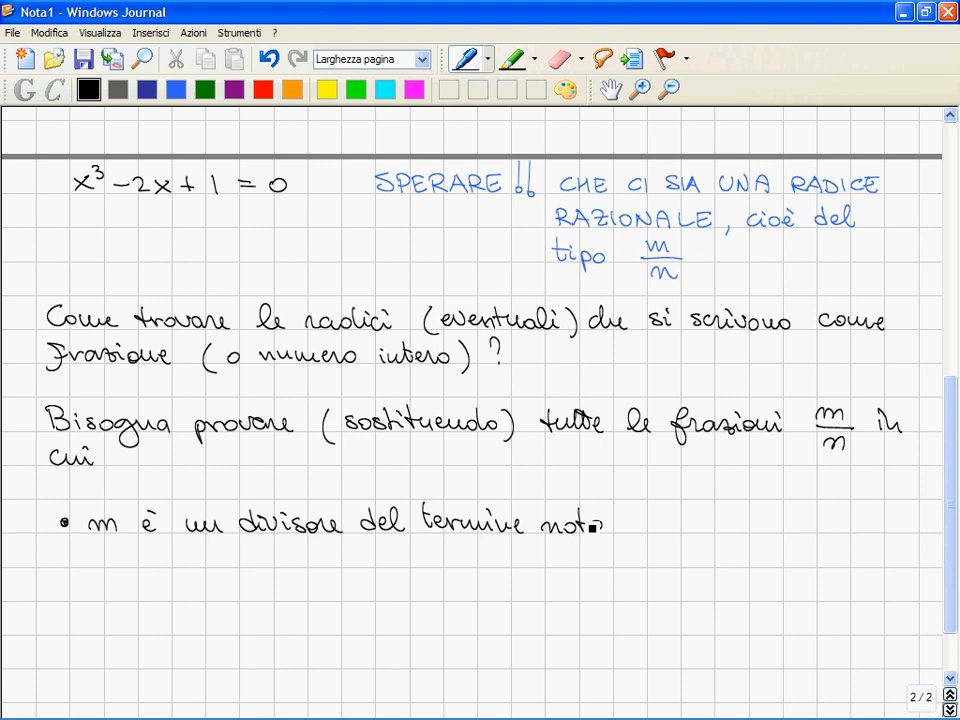 Nota1 - Windows Journal
File Modifica Visualizza Inserisci Azioni Strumenti ?
Larghezza pagina
G C
x³ - 2x + 1 = 0 SPERARE!! CHE CI SIA UNA RADICE
RAZIONALE, cioè del
tipo m/n
Come trovare le radici (eventuali) che si scrivono come
frazione (o numero intero)?
Bisogna provare (sostituendo) tutte le frazioni m/n in
cui
• m è un divisore del termine noto
2 / 2